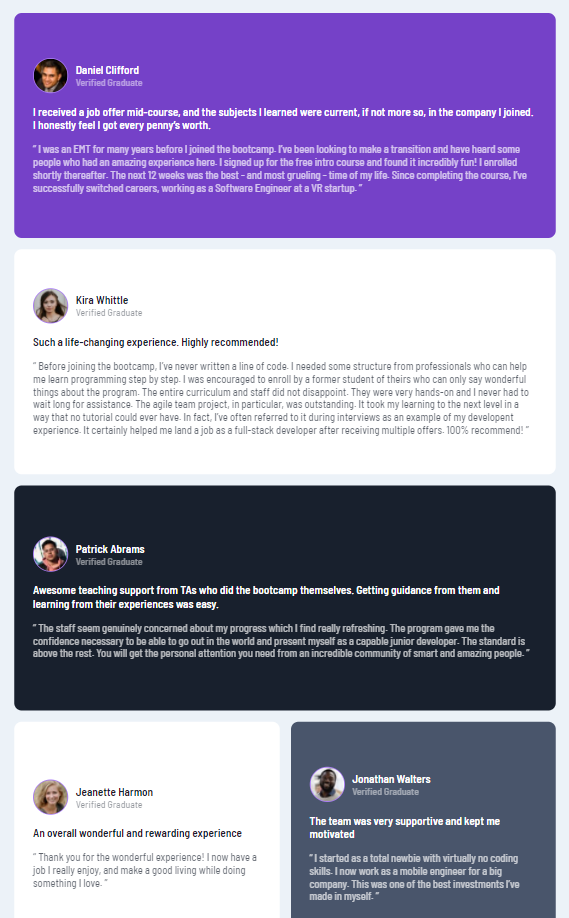 Daniel Clifford
Verified Graduate
I received a job offer mid-course, and the subjects I learned were current, if not more so, in the company I joined.
I honestly feel I got every penny's worth.
" I was an EMT for many years before I joined the bootcamp. I've been looking to make a transition and have heard some
people who had an amazing experience here. I signed up for the free intro course and found it incredibly fun! I enrolled
shortly thereafter. The next 12 weeks was the best - and most grueling - time of my life. Since completing the course, I've
successfully switched careers, working as a Software Engineer at a VR startup. "
Kira Whittle
Verified Graduate
Such a life-changing experience. Highly recommended!
" Before joining the bootcamp, I've never written a line of code. I needed some structure from professionals who can help
me learn programming step by step. I was encouraged to enroll by a former student of theirs who can only say wonderful
things about the program. The entire curriculum and staff did not disappoint. They were very hands-on and I never had to
wait long for assistance. The agile team project, in particular, was outstanding. It took my learning to the next level in a
way that no tutorial could ever have. In fact, I've often referred to it during interviews as an example of my developent
experience. It certainly helped me land a job as a full-stack developer after receiving multiple offers. 100% recommend! "
Patrick Abrams
Verified Graduate
Awesome teaching support from TAs who did the bootcamp themselves. Getting guidance from them and
learning from their experiences was easy.
" The staff seem genuinely concerned about my progress which I find really refreshing. The program gave me the
confidence necessary to be able to go out in the world and present myself as a capable junior developer. The standard is
above the rest. You will get the personal attention you need from an incredible community of smart and amazing people. "
Jeanette Harmon
Verified Graduate
An overall wonderful and rewarding experience
" Thank you for the wonderful experience! I now have a
job I really enjoy, and make a good living while doing
something I love. "
Jonathan Walters
Verified Graduate
The team was very supportive and kept me
motivated
" I started as a total newbie with virtually no coding
skills. I now work as a mobile engineer for a big
company. This was one of the best investments I've
made in myself. "